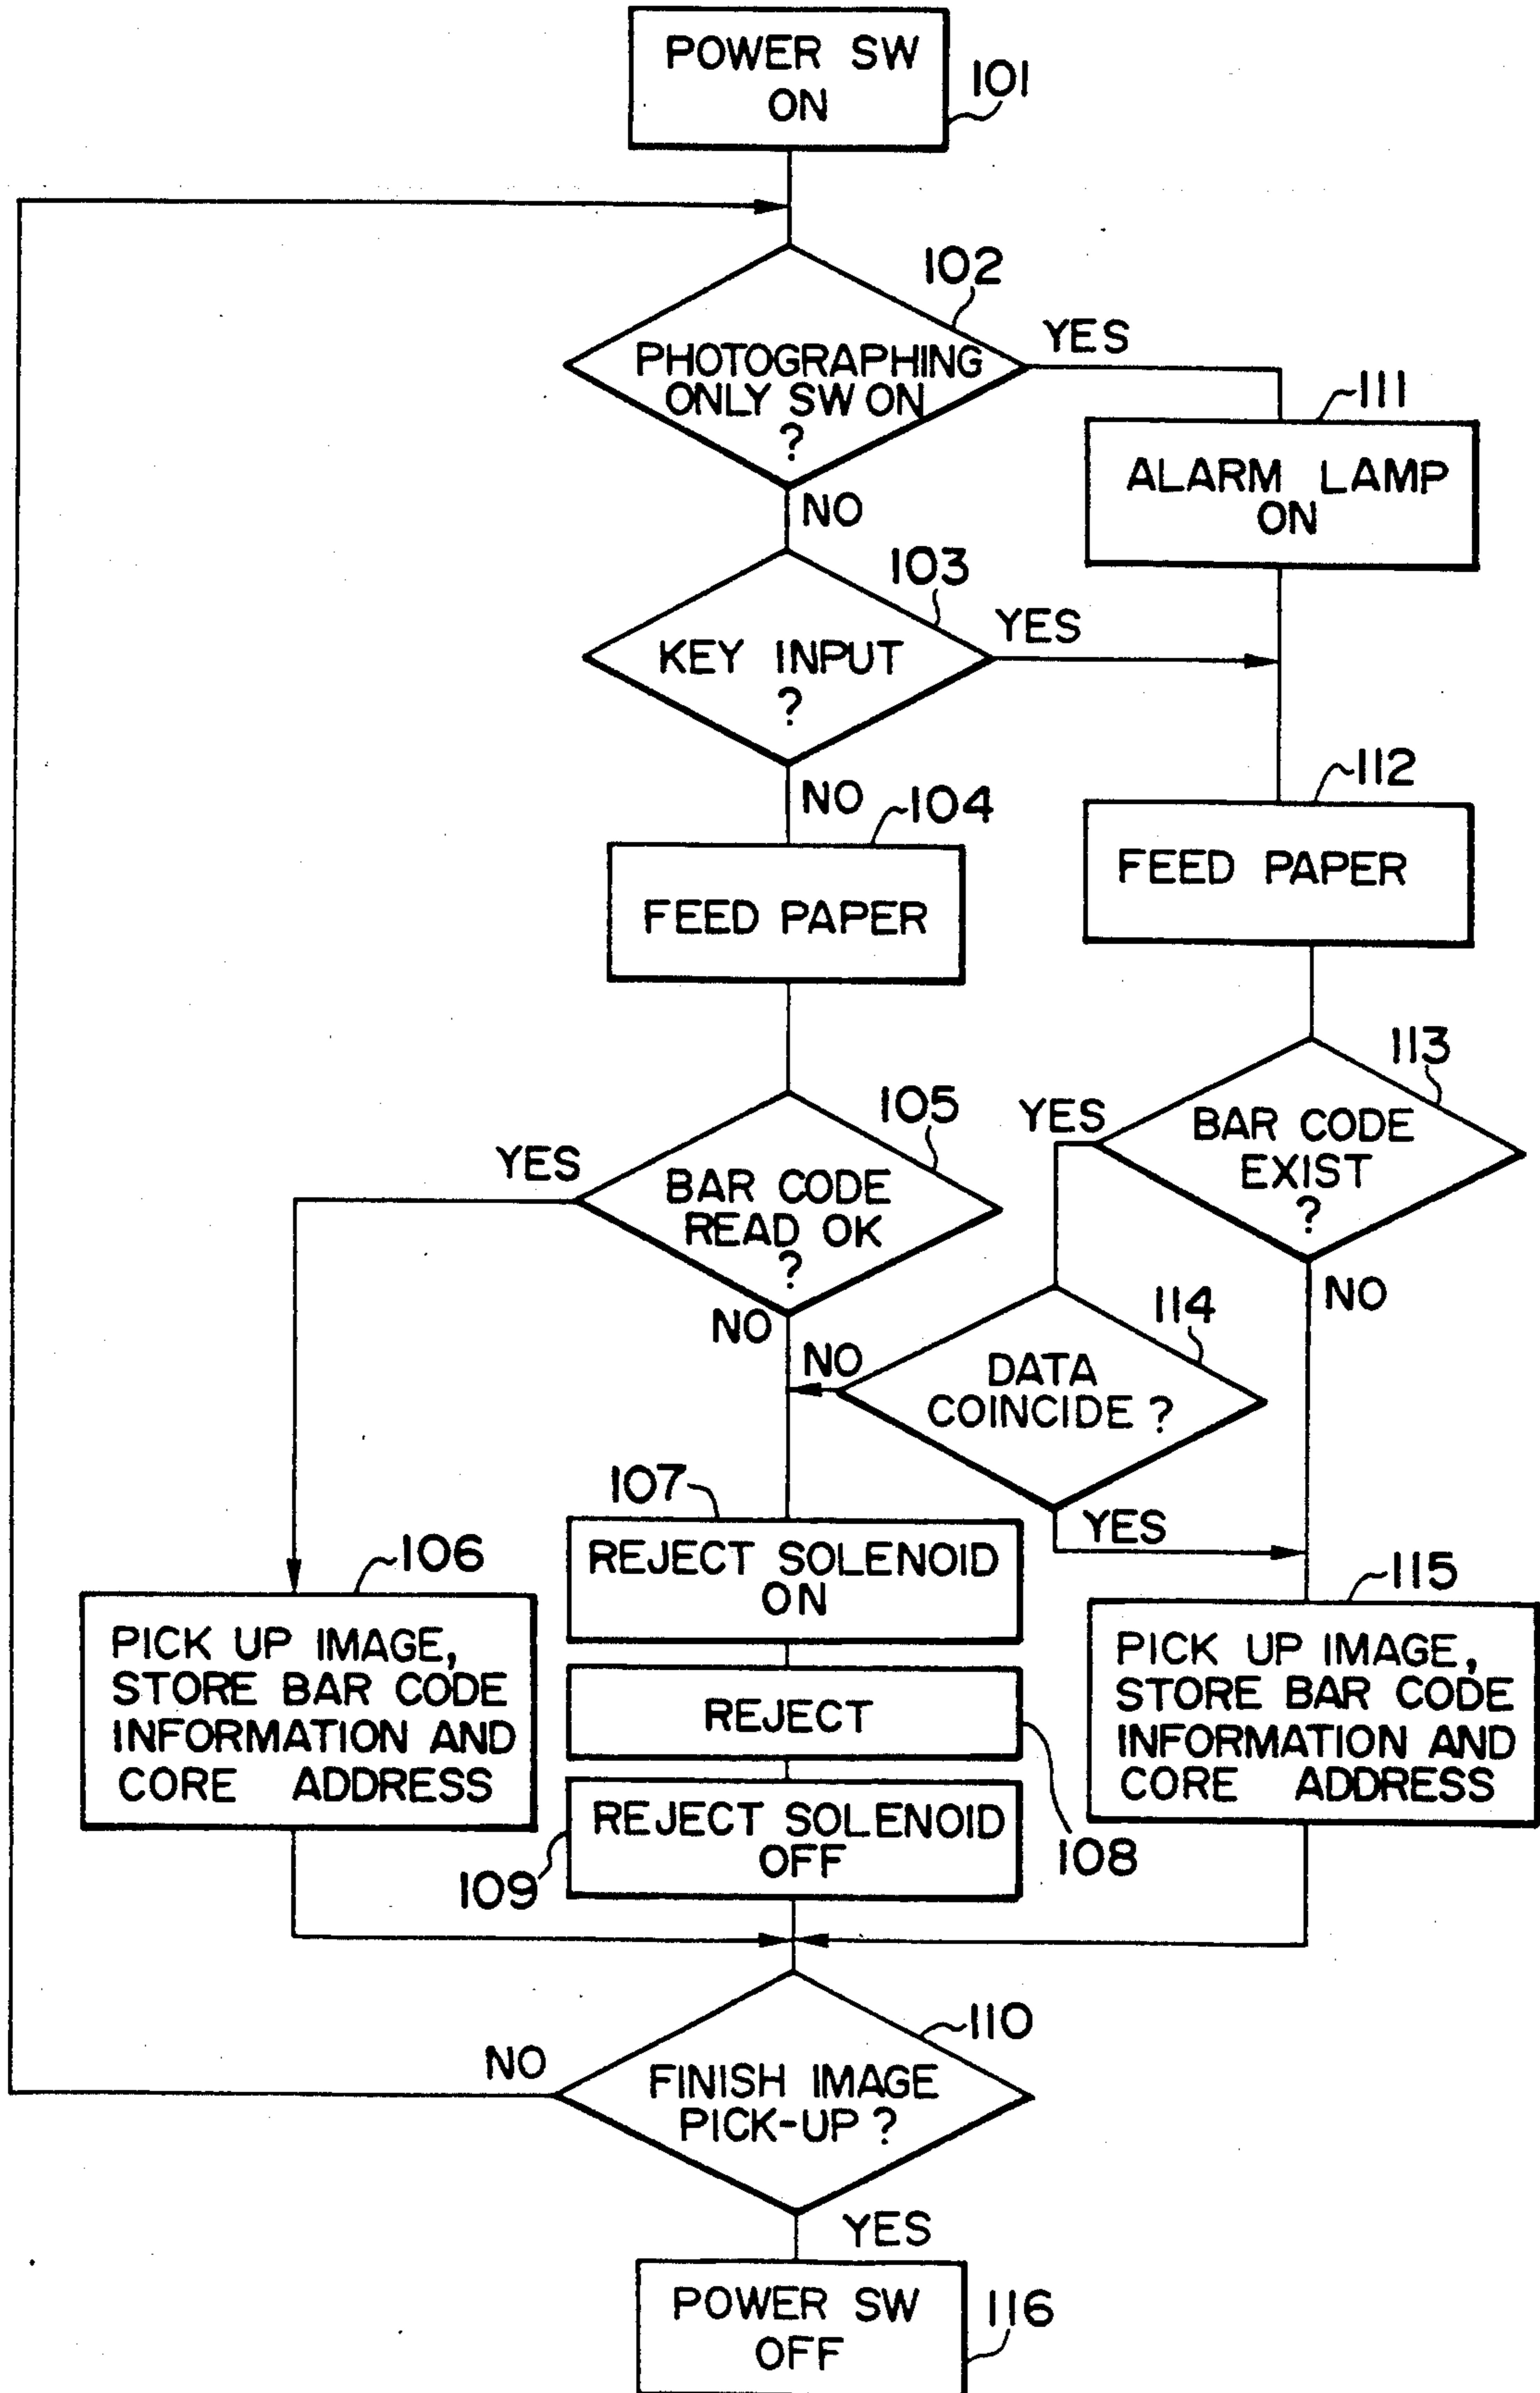 POWER SW
ON
101
102
PHOTOGRAPHING
ONLY SW ON
?
YES
NO
111
ALARM LAMP
ON
103
KEY INPUT
?
YES
NO
104
FEED PAPER
112
FEED PAPER
105
BAR CODE
READ OK
?
YES
NO
113
BAR CODE
EXIST
?
YES
NO
114
DATA
COINCIDE ?
NO
YES
106
PICK UP IMAGE,
STORE BAR CODE
INFORMATION AND
CORE ADDRESS
107
REJECT SOLENOID
ON
REJECT
108
REJECT SOLENOID
OFF
109
115
PICK UP IMAGE,
STORE BAR CODE
INFORMATION AND
CORE ADDRESS
110
FINISH IMAGE
PICK-UP ?
NO
YES
POWER SW
OFF
116